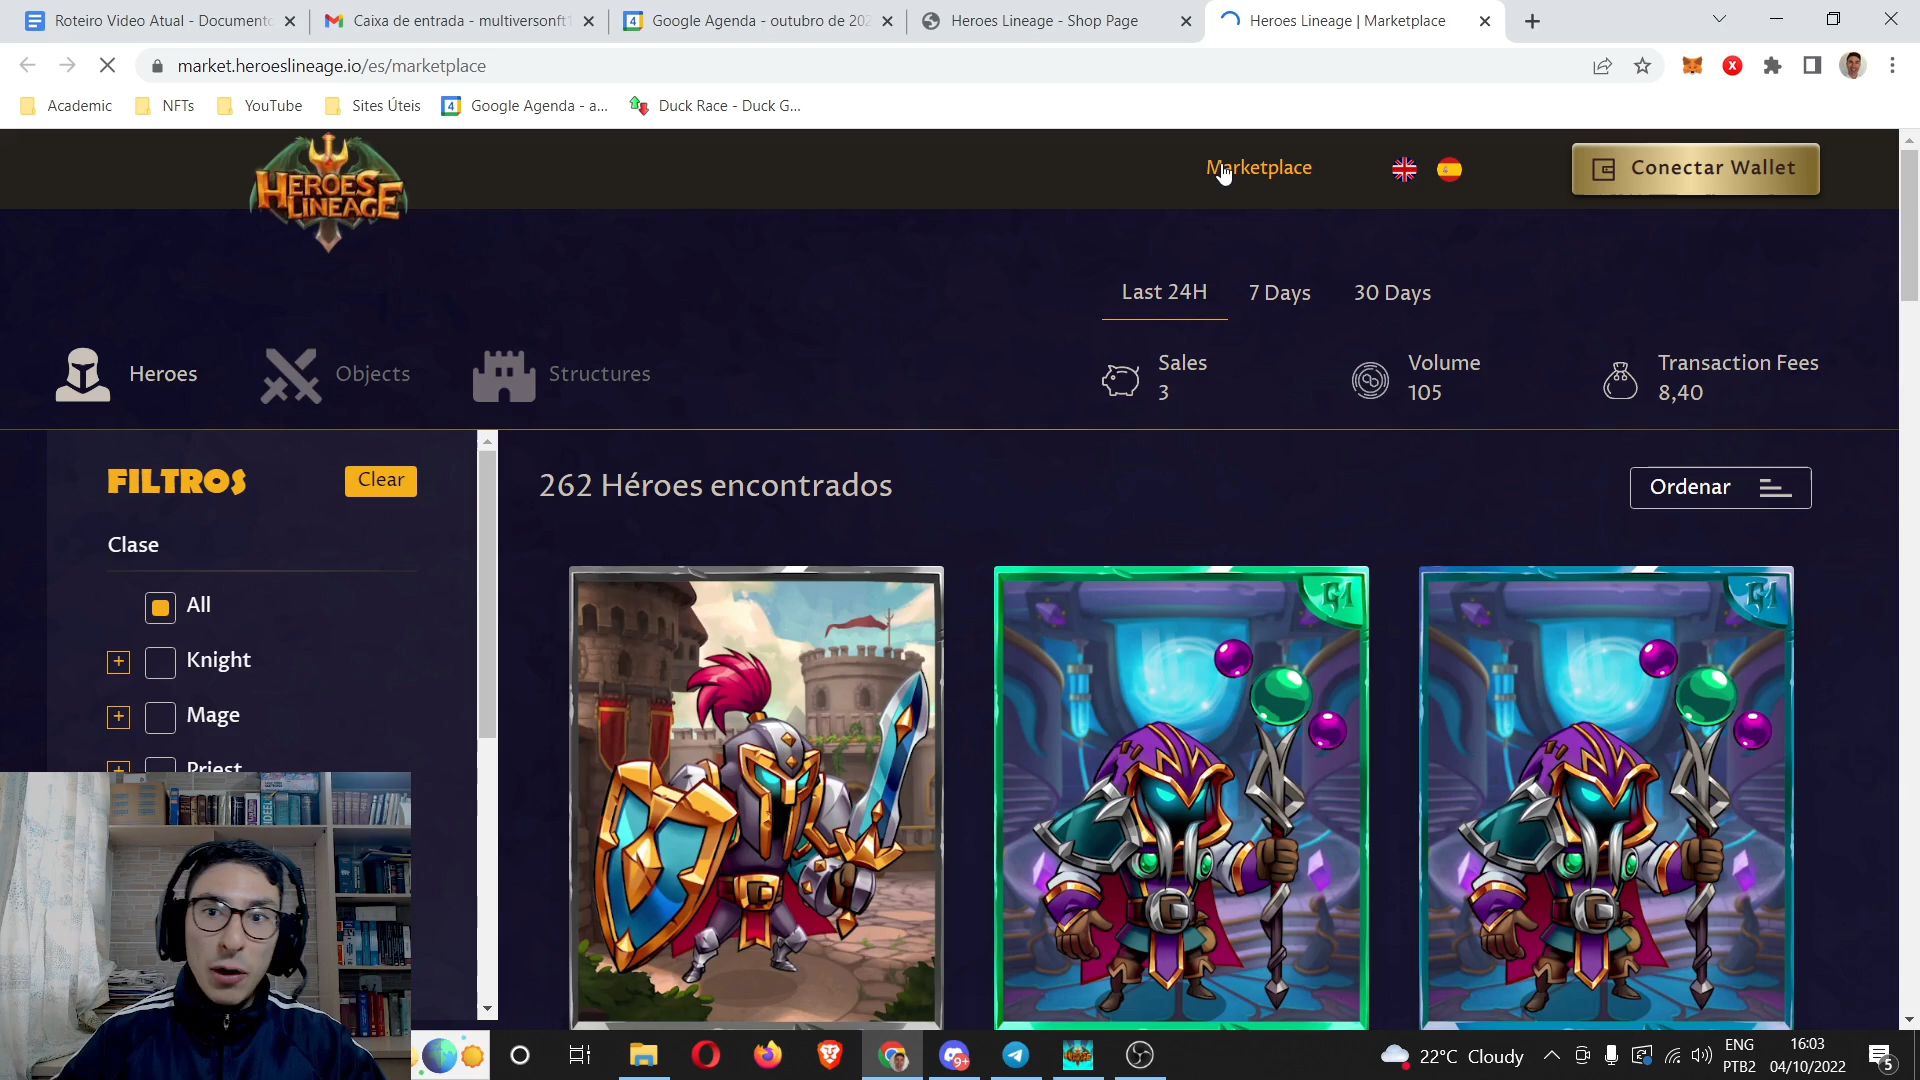 Roteiro Video Atual - Documento
Caixa de entrada - multiversonft1
Google Agenda - outubro de 202
Heroes Lineage - Shop Page
Heroes Lineage | Marketplace
market.heroeslineage.io/es/marketplace
Academic
NFTs
YouTube
Sites Úteis
Google Agenda - a...
Duck Race - Duck G...
HEROES LINEAGE
Marketplace
Conectar Wallet
Last 24H
7 Days
30 Days
Heroes
Objects
Structures
Sales
3
Volume
105
Transaction Fees
8,40
FILTROS
Clear
262 Héroes encontrados
Ordenar
Clase
All
Knight
Mage
Priest
G1
G1
22°C Cloudy
ENG
PTB2
16:03
04/10/2022
5